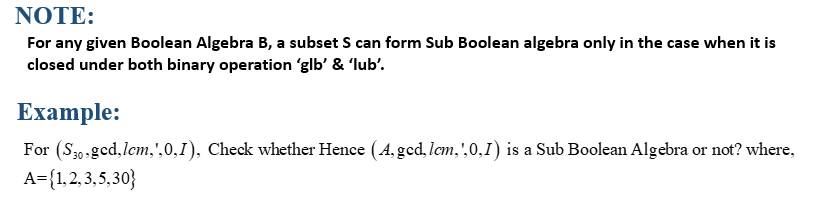 NOTE:
For any given Boolean Algebra B, a subset S can form Sub Boolean algebra only in the case when it is
closed under both binary operation ‘glb’ & ‘lub’.
Example:
For (S₃₀,gcd,lcm,',0,I), Check whether Hence (A,gcd,lcm,',0,I) is a Sub Boolean Algebra or not? where,
A={1,2,3,5,30}